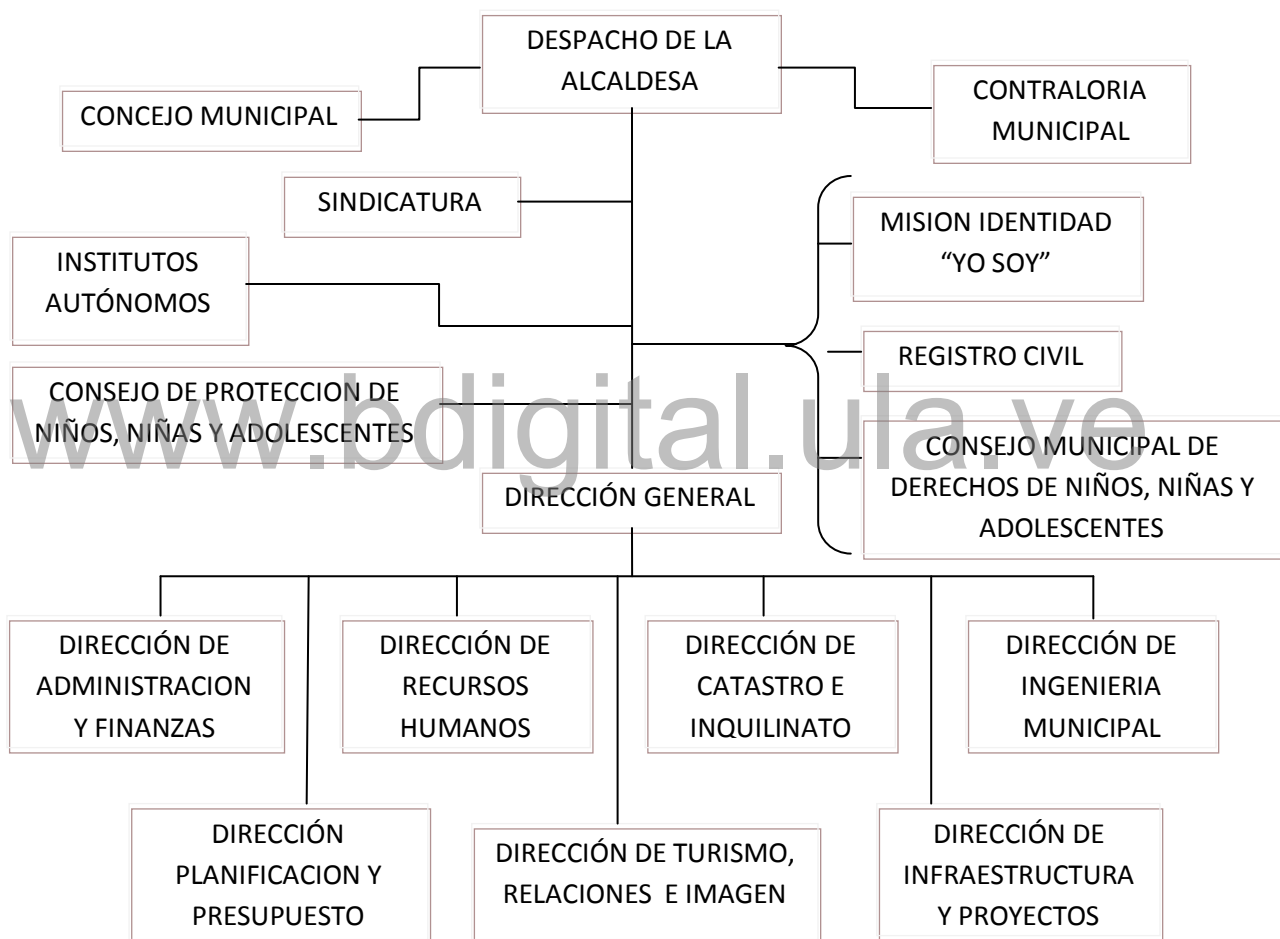 DESPACHO DE LA
ALCALDESA
CONCEJO MUNICIPAL
CONTRALORIA
MUNICIPAL
SINDICATURA
MISION IDENTIDAD
“YO SOY”
INSTITUTOS
AUTÓNOMOS
REGISTRO CIVIL
CONSEJO DE PROTECCION DE
NIÑOS, NIÑAS Y ADOLESCENTES
www.bdigital.ula.ve
CONSEJO MUNICIPAL DE
DERECHOS DE NIÑOS, NIÑAS Y
ADOLESCENTES
DIRECCIÓN GENERAL
DIRECCIÓN DE
ADMINISTRACION
Y FINANZAS
DIRECCIÓN DE
RECURSOS
HUMANOS
DIRECCIÓN DE
CATASTRO E
INQUILINATO
DIRECCIÓN DE
INGENIERIA
MUNICIPAL
DIRECCIÓN
PLANIFICACION Y
PRESUPUESTO
DIRECCIÓN DE TURISMO,
RELACIONES E IMAGEN
DIRECCIÓN DE
INFRAESTRUCTURA
Y PROYECTOS